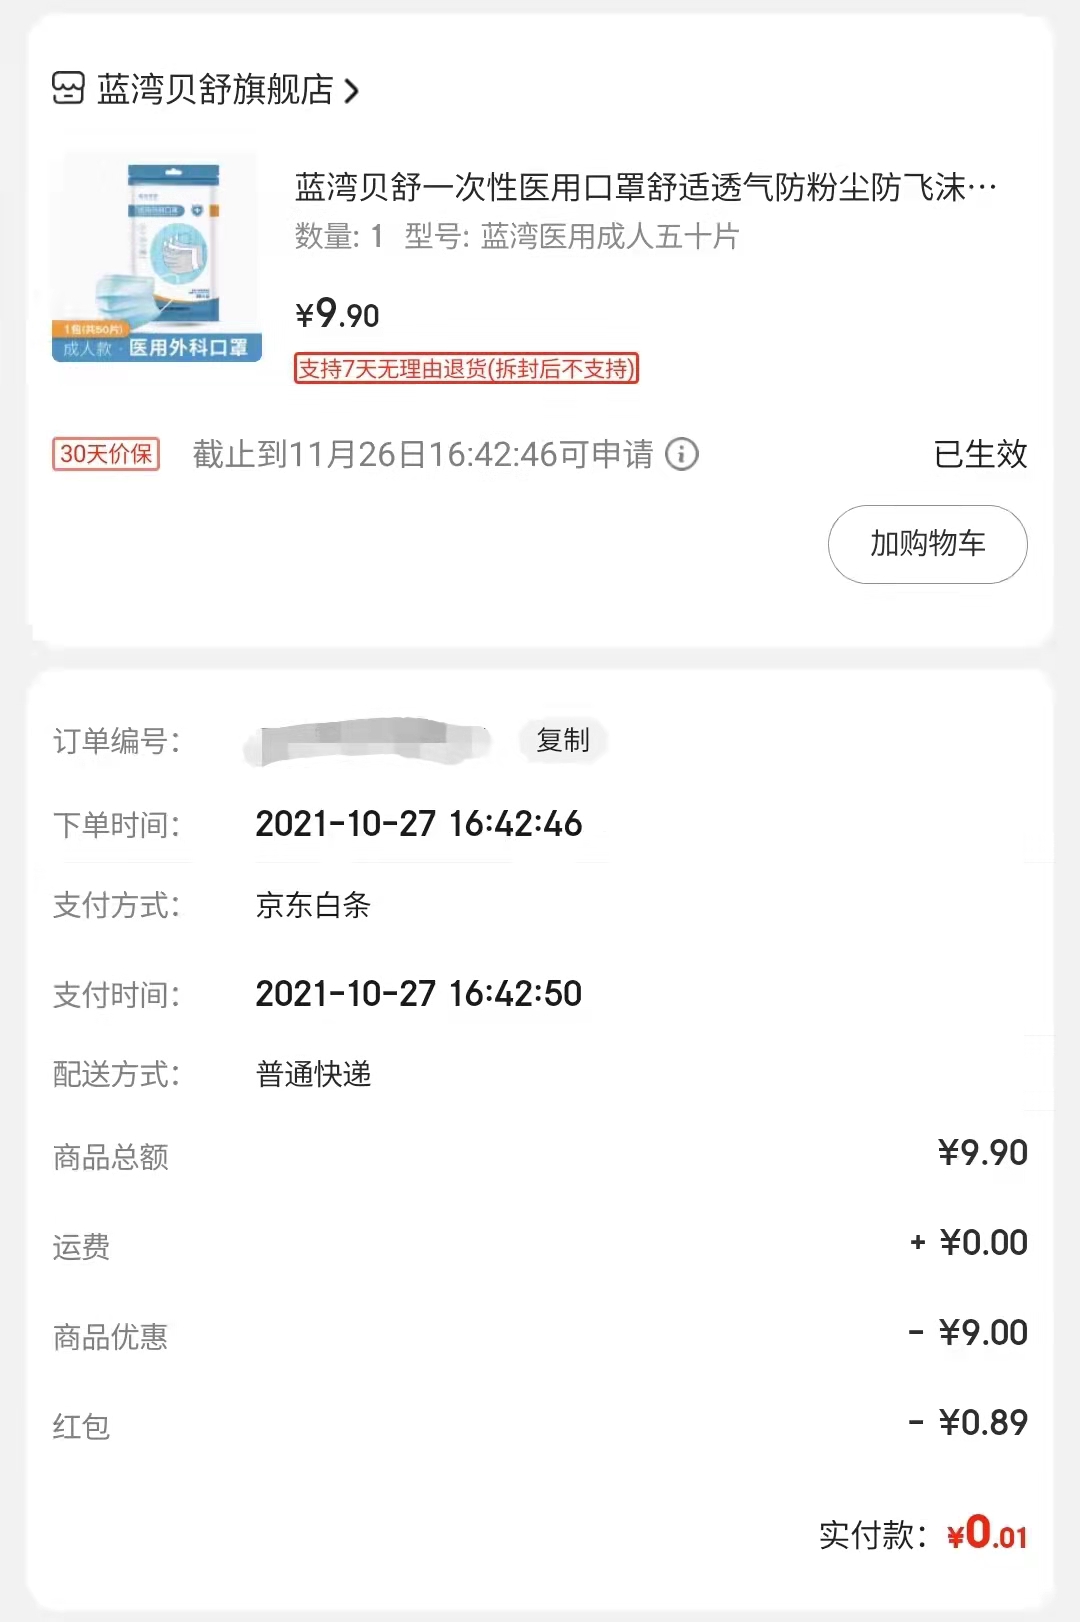 蓝湾贝舒旗舰店
医用外科口罩
1包(共50片)
成人款·医用外科口罩
蓝湾贝舒一次性医用口罩舒适透气防粉尘防飞沫…
数量: 1 型号: 蓝湾医用成人五十片
¥9.90
支持7天无理由退货(拆封后不支持)
30天价保 截止到11月26日16:42:46可申请 已生效
加购物车
订单编号： 复制
下单时间： 2021-10-27 16:42:46
支付方式： 京东白条
支付时间： 2021-10-27 16:42:50
配送方式： 普通快递
商品总额 ¥9.90
运费 + ¥0.00
商品优惠 - ¥9.00
红包 - ¥0.89
实付款： ¥0.01